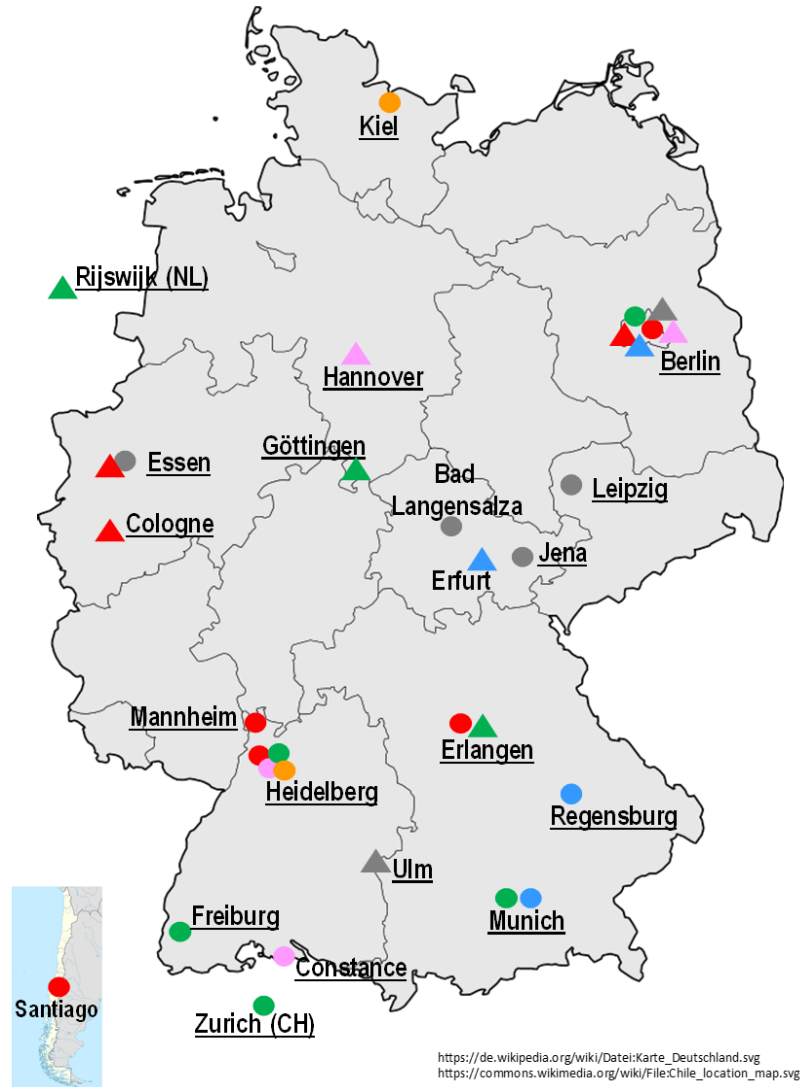 Kiel
Rijswijk (NL)
Berlin
Hannover
Göttingen
Essen
Bad
Langensalza
Leipzig
Cologne
Jena
Erfurt
Mannheim
Erlangen
Heidelberg
Regensburg
Ulm
Freiburg
Munich
Constance
Santiago
Zurich (CH)
https://de.wikipedia.org/wiki/Datei:Karte_Deutschland.svg
https://commons.wikimedia.org/wiki/File:Chile_location_map.svg